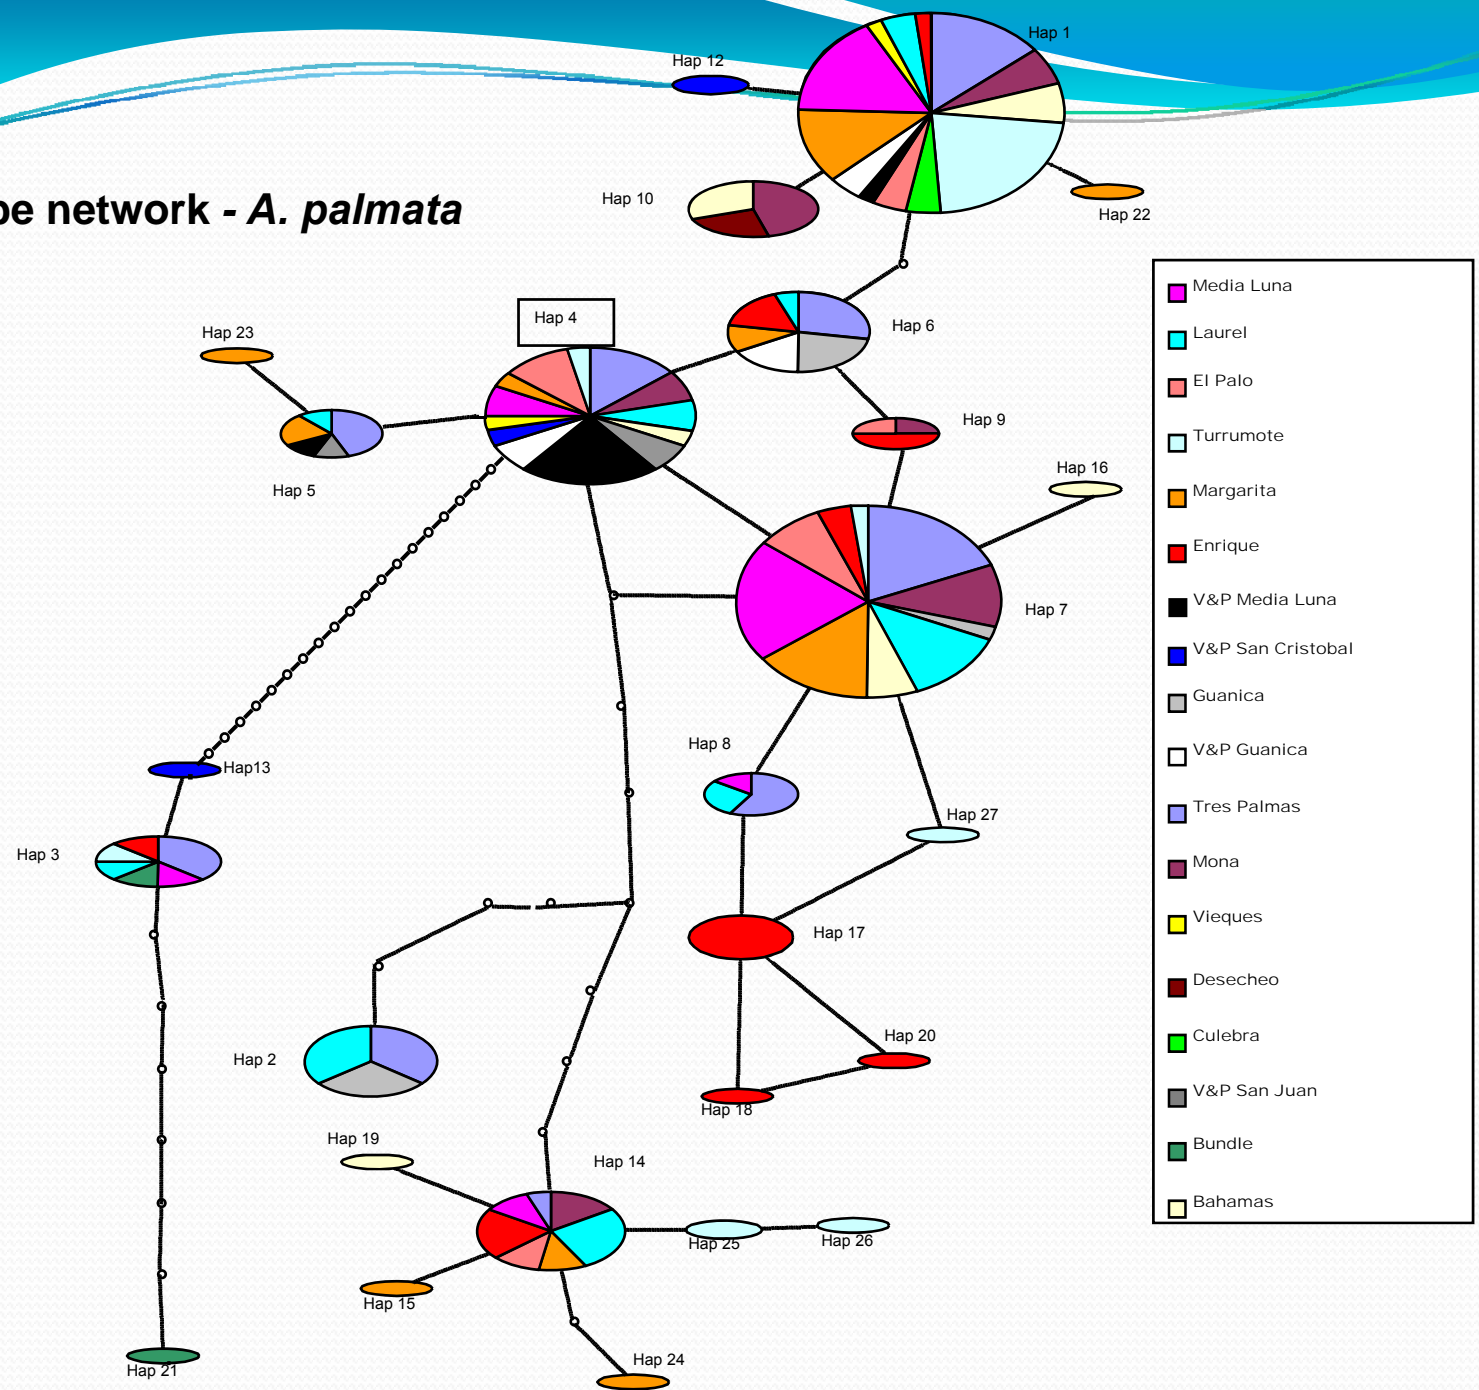 Hap 1
Hap 12
Hap 10
Hap 22
pe network - A. palmata
Hap 4
Hap 6
Hap 23
Hap 9
Hap 5
Hap 16
Hap 7
Hap 8
Hap13
Hap 27
Hap 3
Hap 17
Hap 2
Hap 20
Hap 18
Hap 19
Hap 14
Hap 25
Hap 26
Hap 15
Hap 21
Hap 24
Media Luna
Laurel
El Palo
Turrumote
Margarita
Enrique
V&P Media Luna
V&P San Cristobal
Guanica
V&P Guanica
Tres Palmas
Mona
Vieques
Desecheo
Culebra
V&P San Juan
Bundle
Bahamas